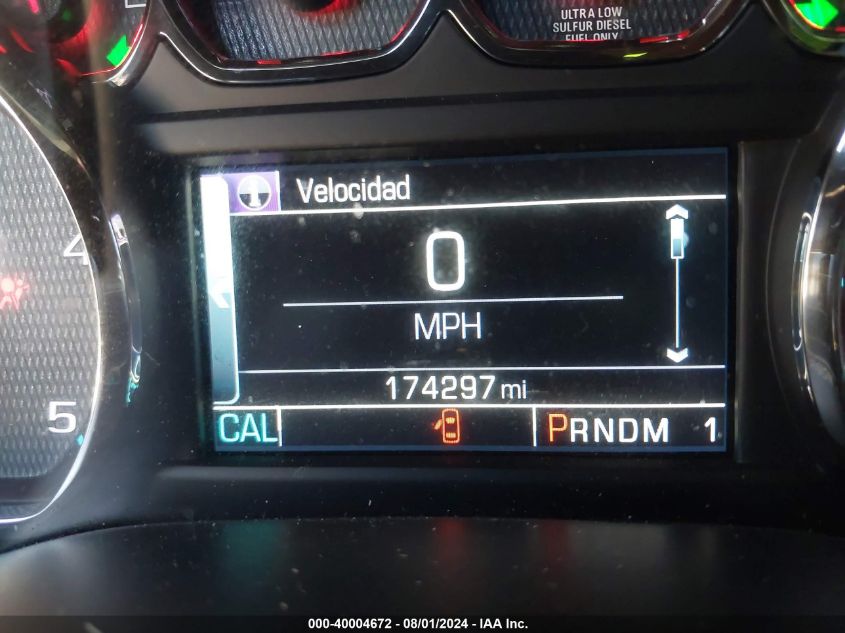 ULTRA LOW
SULFUR DIESEL
FUEL ONLY
Velocidad
0
MPH
4
5
174297 mi
CAL
PRNDM 1
000-40004672 - 08/01/2024 - IAA Inc.